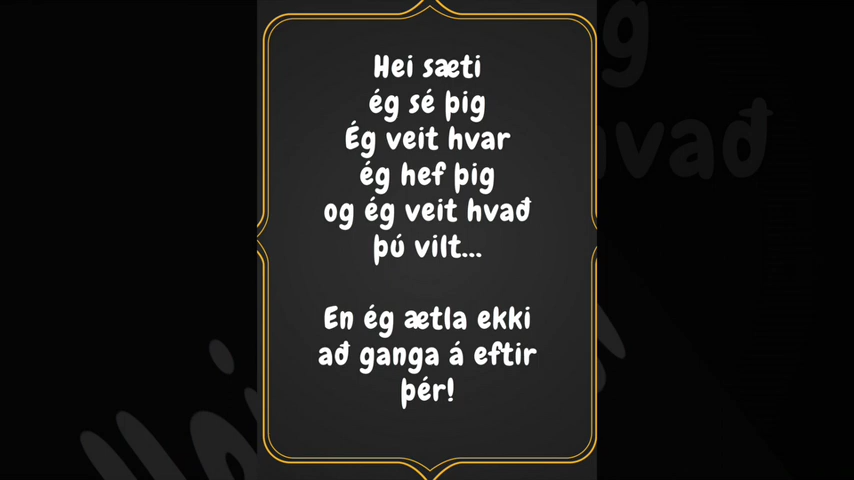 Hei sæti
ég sé þig
Ég veit hvar
ég hef þig
og ég veit hvað
þú vilt...
En ég ætla ekki
að ganga á eftir
þér!